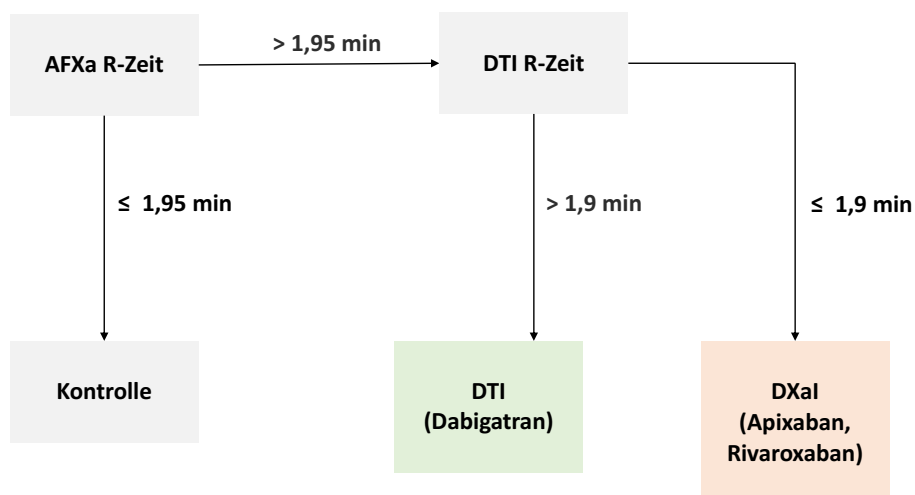 AFXa R-Zeit
> 1,95 min
DTI R-Zeit
≤ 1,95 min
> 1,9 min
≤ 1,9 min
Kontrolle
DTI
(Dabigatran)
DXaI
(Apixaban,
Rivaroxaban)